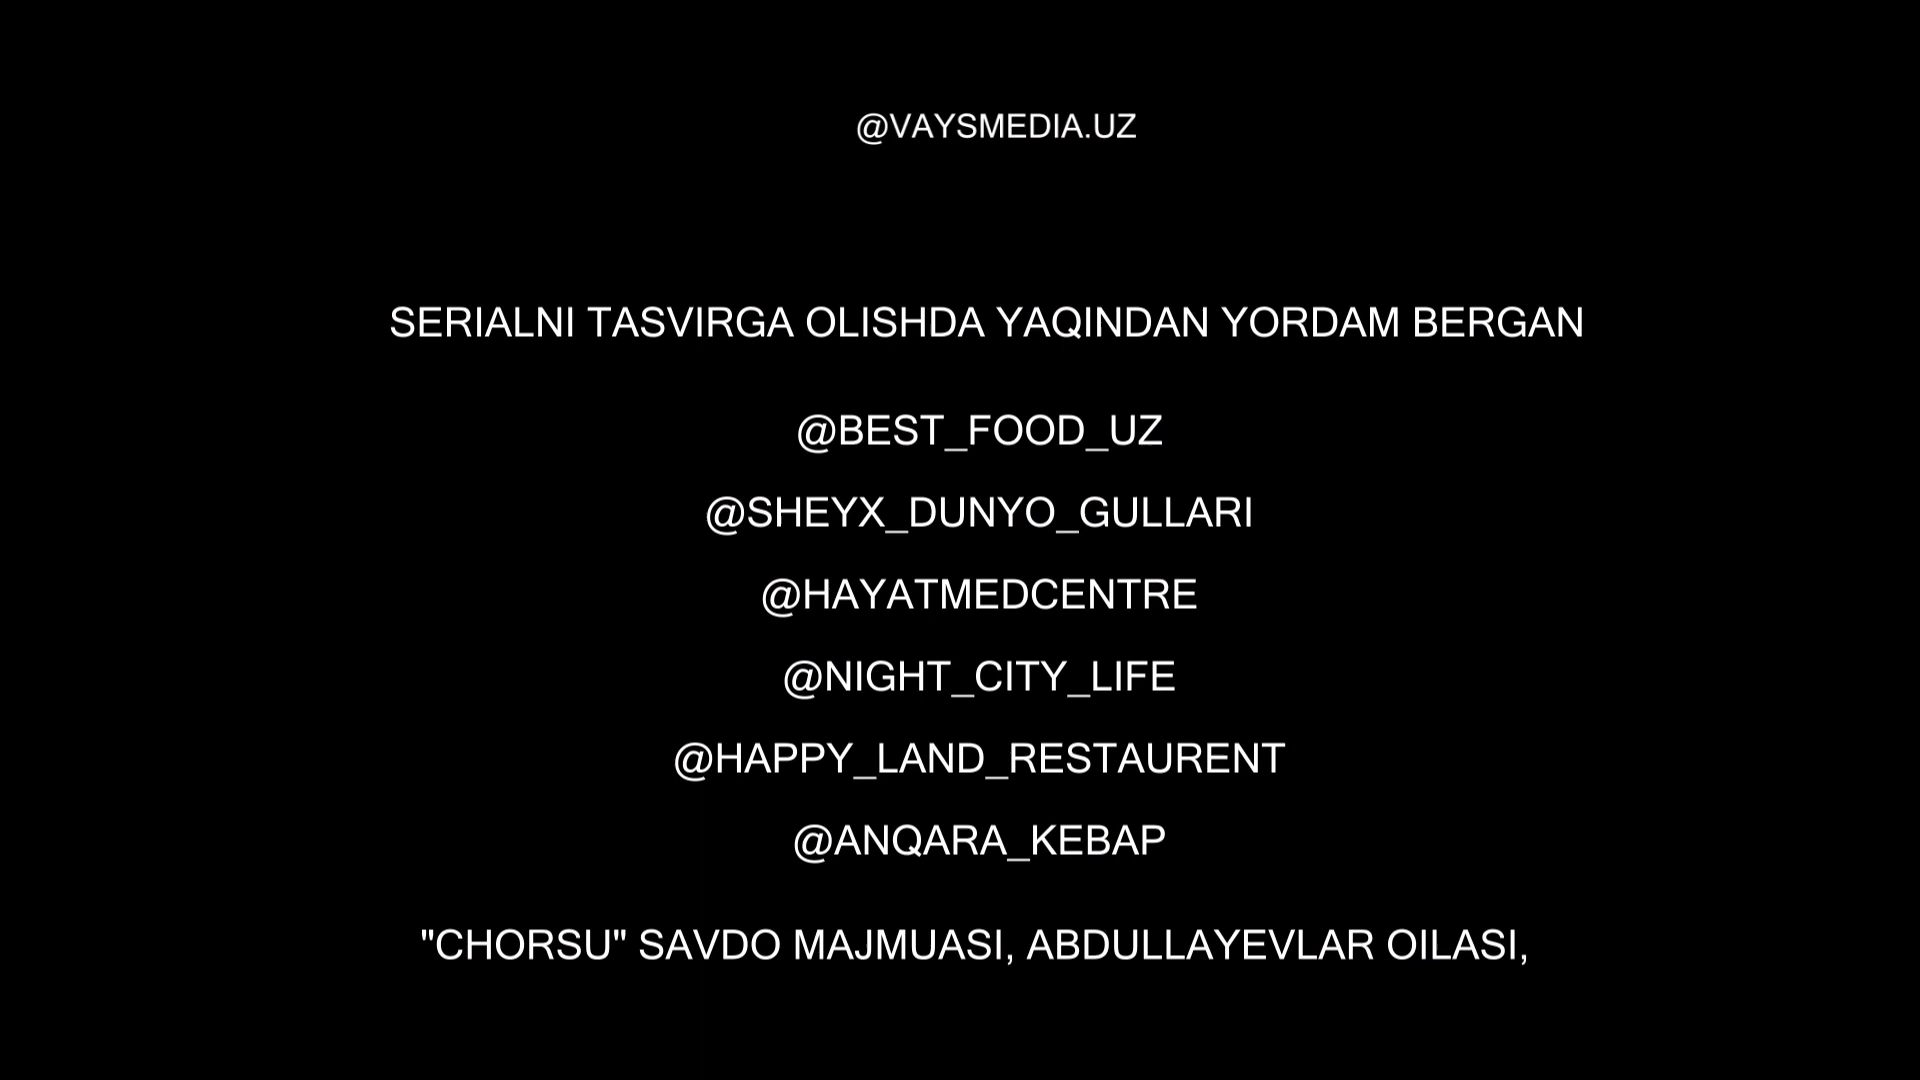 @VAYSMEDIA.UZ
SERIALNI TASVIRGA OLISHDA YAQINDAN YORDAM BERGAN
@BEST_FOOD_UZ
@SHEYX_DUNYO_GULLARI
@HAYATMEDCENTRE
@NIGHT_CITY_LIFE
@HAPPY_LAND_RESTAURENT
@ANQARA_KEBAP
"CHORSU" SAVDO MAJMUASI, ABDULLAYEVLAR OILASI,